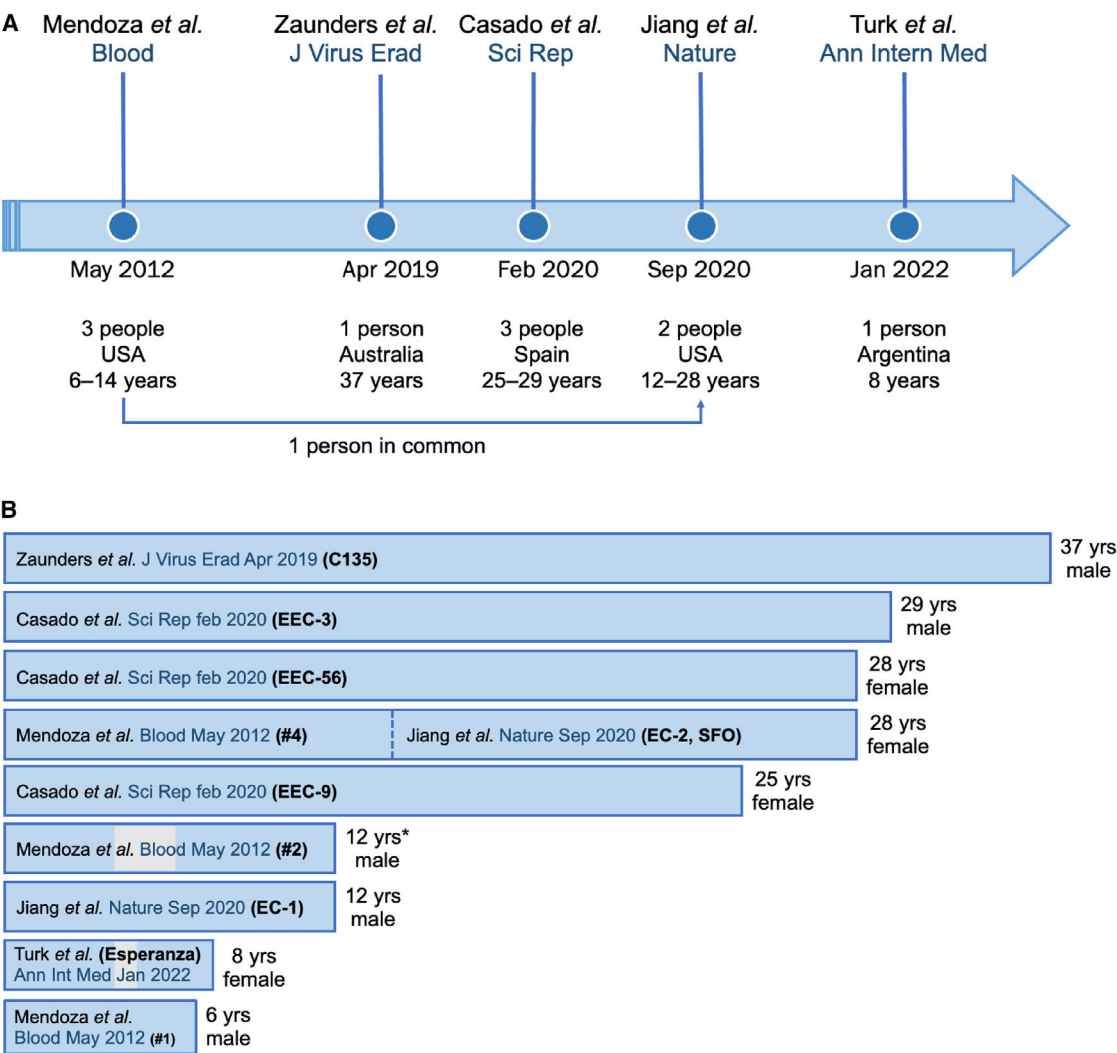 A
Mendoza et al.
Blood
Zaunders et al.
J Virus Erad
Casado et al.
Sci Rep
Jiang et al.
Nature
Turk et al.
Ann Intern Med
May 2012
Apr 2019
Feb 2020
Sep 2020
Jan 2022
3 people
USA
6–14 years
1 person
Australia
37 years
3 people
Spain
25–29 years
2 people
USA
12–28 years
1 person
Argentina
8 years
1 person in common
B
Zaunders et al. J Virus Erad Apr 2019 (C135)
37 yrs
male
Casado et al. Sci Rep feb 2020 (EEC-3)
29 yrs
male
Casado et al. Sci Rep feb 2020 (EEC-56)
28 yrs
female
Mendoza et al. Blood May 2012 (#4)
Jiang et al. Nature Sep 2020 (EC-2, SFO)
28 yrs
female
Casado et al. Sci Rep feb 2020 (EEC-9)
25 yrs
female
Mendoza et al. Blood May 2012 (#2)
12 yrs*
male
Jiang et al. Nature Sep 2020 (EC-1)
12 yrs
male
Turk et al. (Esperanza)
Ann Int Med Jan 2022
8 yrs
female
Mendoza et al.
Blood May 2012 (#1)
6 yrs
male